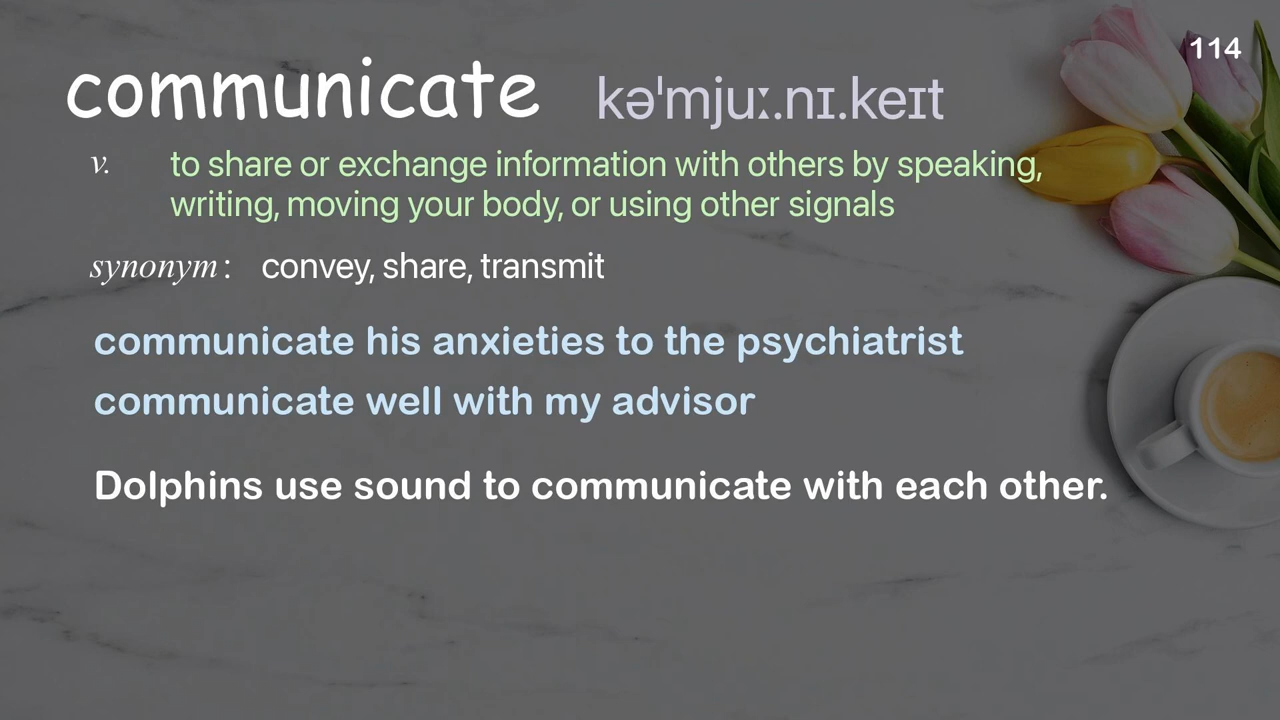 114
communicate kəˈmjuː.nɪ.keɪt
v. to share or exchange information with others by speaking,
writing, moving your body, or using other signals
synonym : convey, share, transmit
communicate his anxieties to the psychiatrist
communicate well with my advisor
Dolphins use sound to communicate with each other.